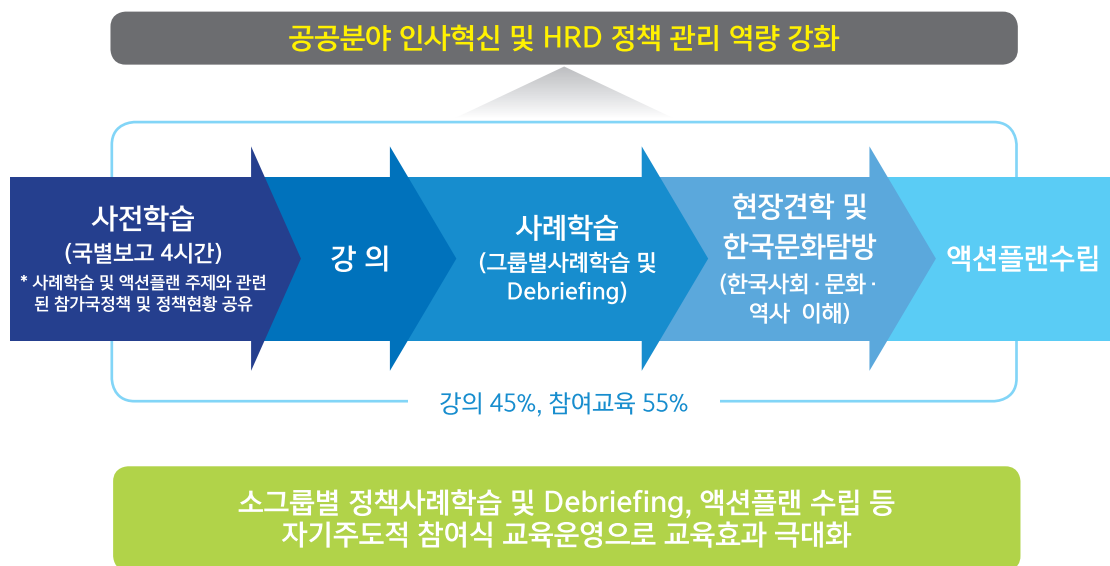 공공분야 인사혁신 및 HRD 정책 관리 역량 강화
사전학습
(국별보고 4시간)
* 사례학습 및 액션플랜 주제와 관련
된 참가국정책 및 정책현황 공유
강 의
사례학습
(그룹별사례학습 및
Debriefing)
현장견학 및
한국문화탐방
(한국사회 · 문화 ·
역사 이해)
액션플랜수립
강의 45%, 참여교육 55%
소그룹별 정책사례학습 및 Debriefing, 액션플랜 수립 등
자기주도적 참여식 교육운영으로 교육효과 극대화